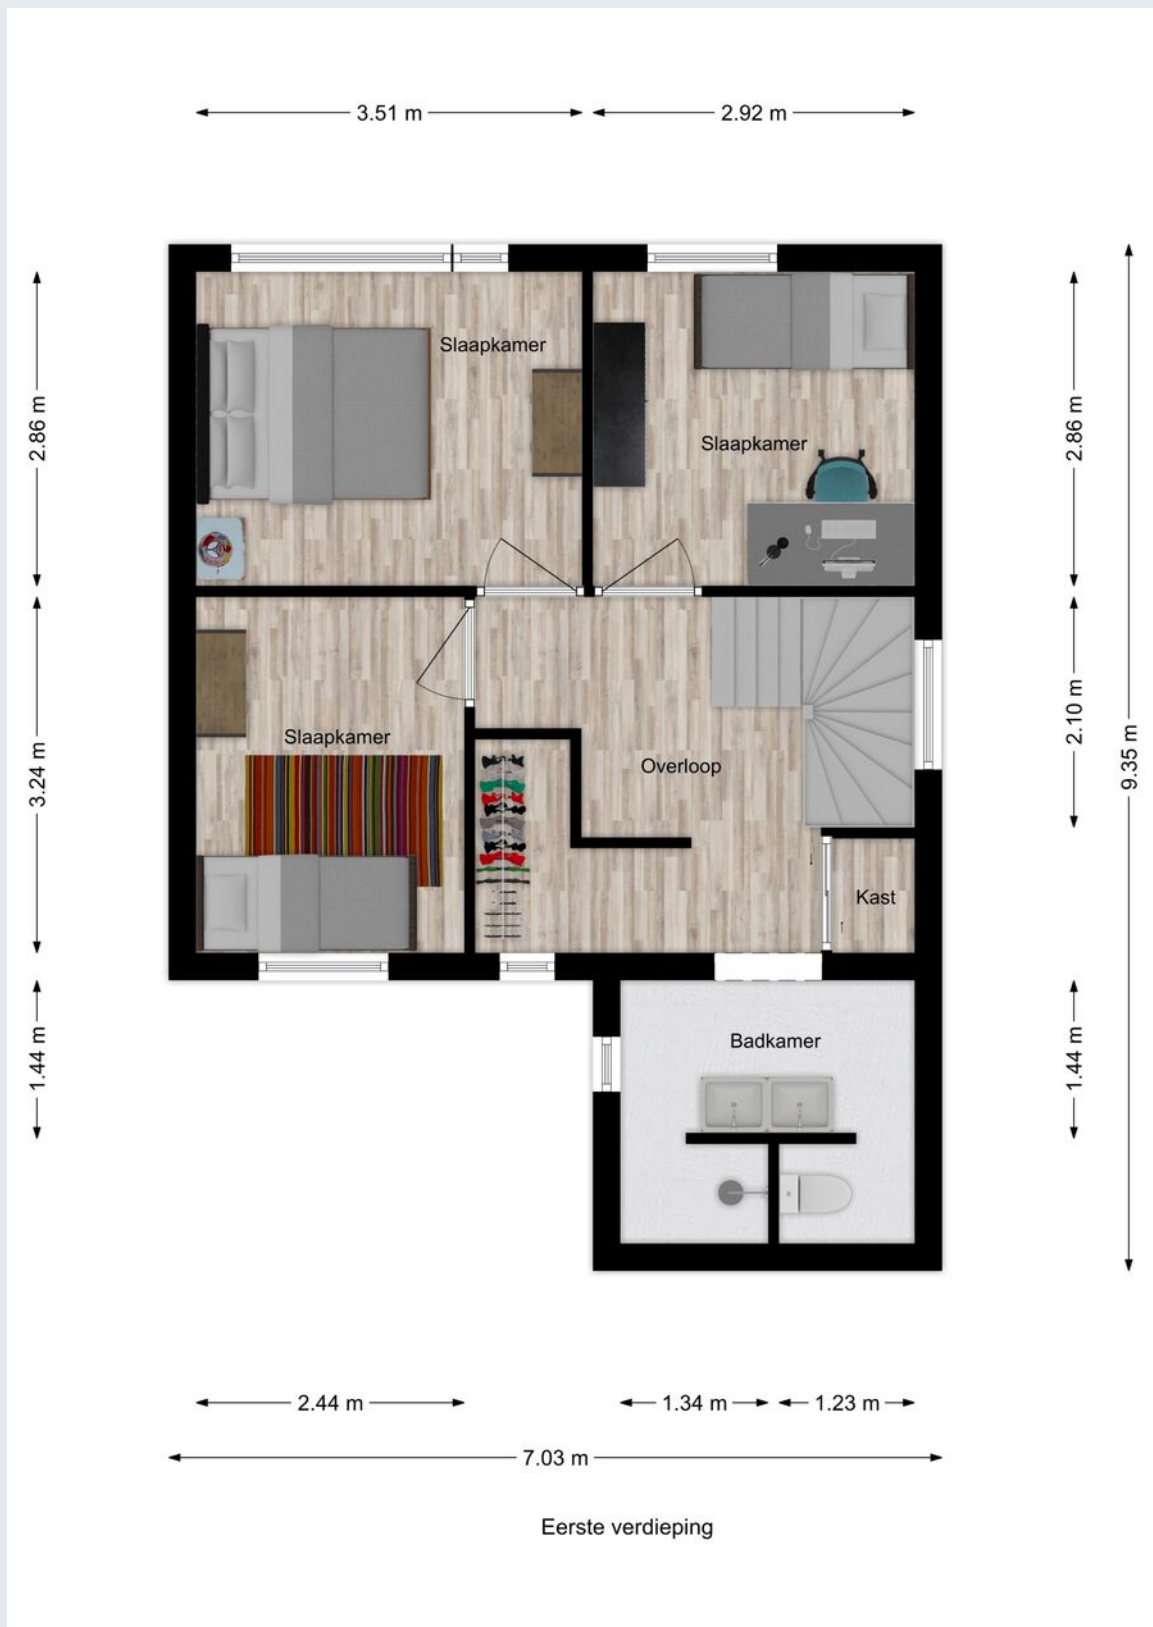 3.51 m
2.92 m
Slaapkamer
2.86 m
2.86 m
Slaapkamer
2.10 m
9.35 m
Slaapkamer
3.24 m
Overloop
Kast
1.44 m
1.44 m
Badkamer
2.44 m
1.34 m
1.23 m
7.03 m
Eerste verdieping